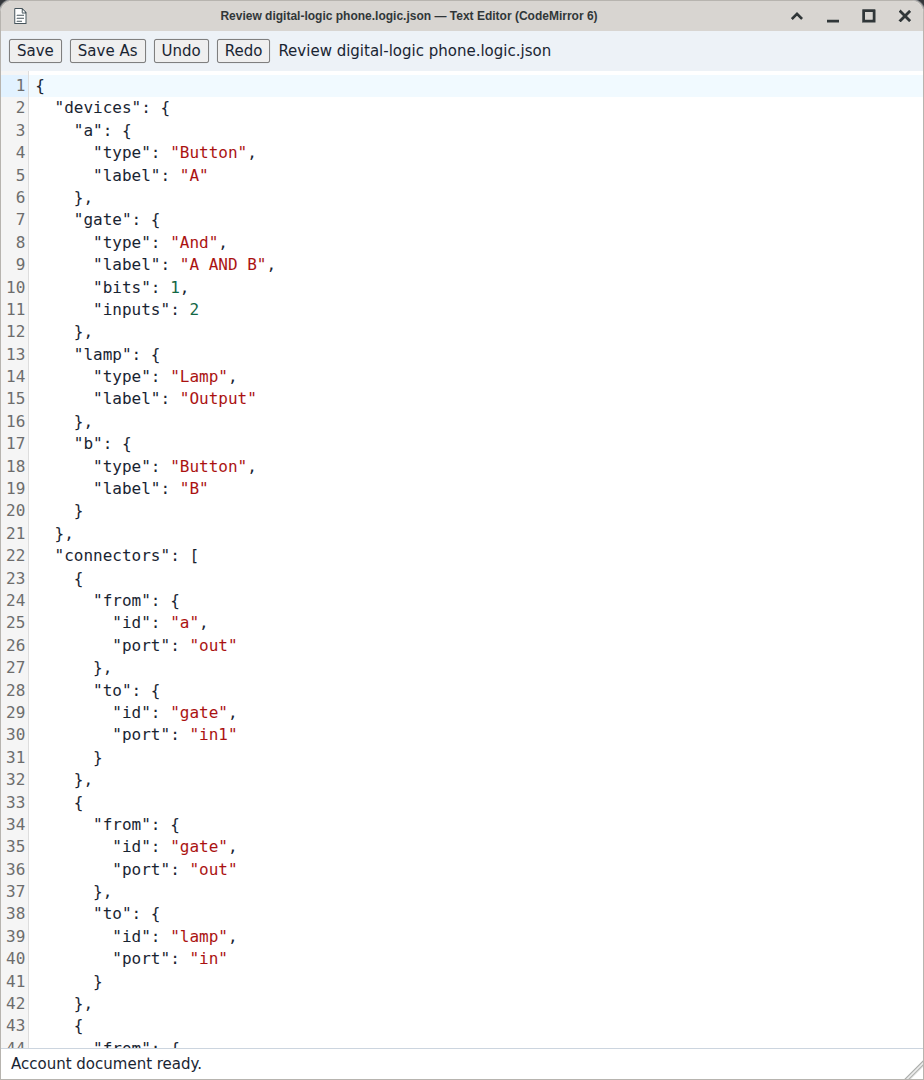 Review digital-logic phone.logic.json — Text Editor (CodeMirror 6)
Save Save As Undo Redo Review digital-logic phone.logic.json
1 {
2   "devices": {
3     "a": {
4       "type": "Button",
5       "label": "A"
6     },
7     "gate": {
8       "type": "And",
9       "label": "A AND B",
10       "bits": 1,
11       "inputs": 2
12     },
13     "lamp": {
14       "type": "Lamp",
15       "label": "Output"
16     },
17     "b": {
18       "type": "Button",
19       "label": "B"
20     }
21   },
22   "connectors": [
23     {
24       "from": {
25         "id": "a",
26         "port": "out"
27       },
28       "to": {
29         "id": "gate",
30         "port": "in1"
31       }
32     },
33     {
34       "from": {
35         "id": "gate",
36         "port": "out"
37       },
38       "to": {
39         "id": "lamp",
40         "port": "in"
41       }
42     },
43     {
44       "from": {
Account document ready.